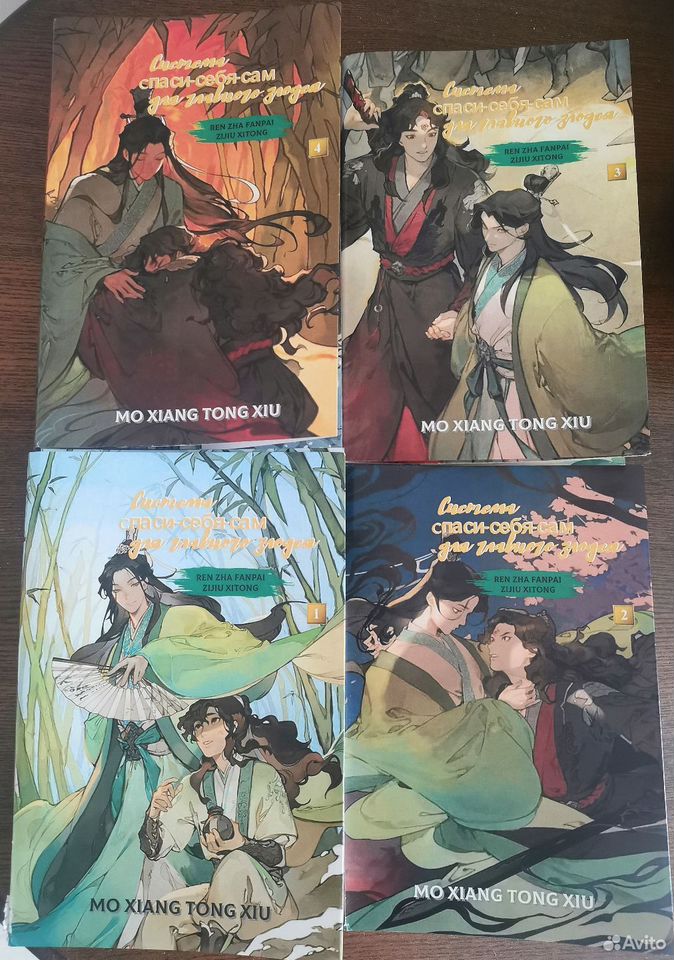 Система
спаси-себя-сам
для главного злодея
REN ZHA FANPAI
ZIJIU XITONG
4
MO XIANG TONG XIU
Система
спаси-себя-сам
для главного злодея
REN ZHA FANPAI
ZIJIU XITONG
3
MO XIANG TONG XIU
Система
спаси-себя-сам
для главного злодея
REN ZHA FANPAI
ZIJIU XITONG
1
MO XIANG TONG XIU
Система
спаси-себя-сам
для главного злодея
REN ZHA FANPAI
ZIJIU XITONG
2
MO XIANG TONG XIU
Avito